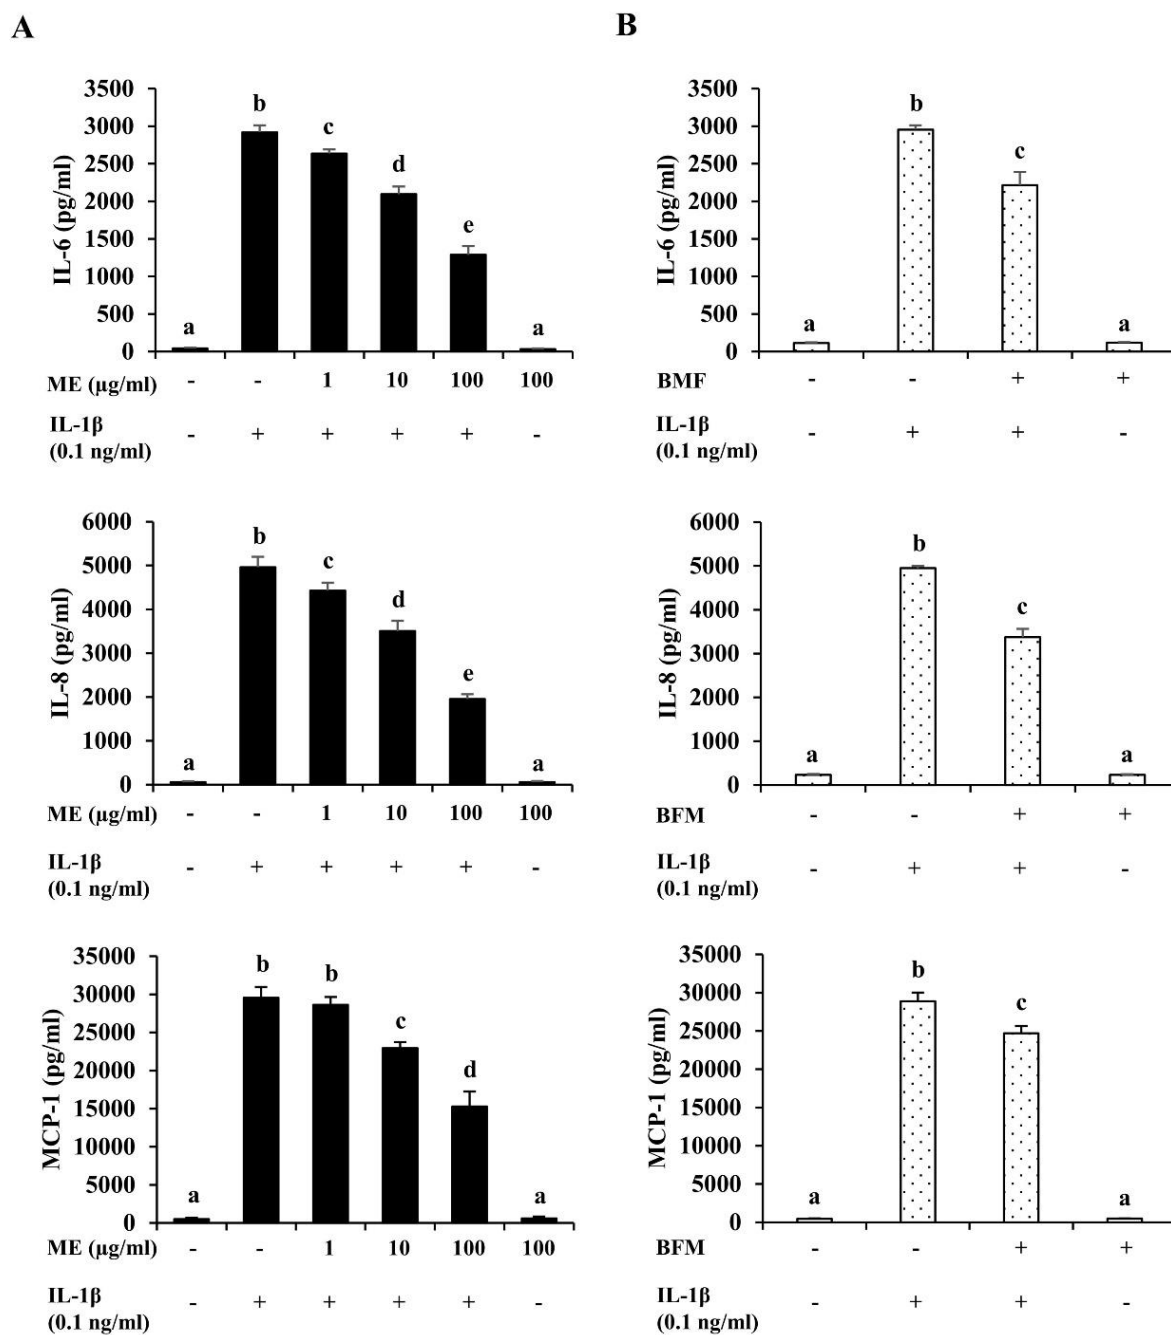 A
B
3500
3000
2500
2000
1500
1000
500
0
IL-6 (pg/ml)
a
b
c
d
e
a
ME (µg/ml) - - 1 10 100 100
IL-1β
(0.1 ng/ml)
- + + + + -
3500
3000
2500
2000
1500
1000
500
0
IL-6 (pg/ml)
a
b
c
a
BMF - - + +
IL-1β
(0.1 ng/ml)
- + + -
6000
5000
4000
3000
2000
1000
0
IL-8 (pg/ml)
a
b
c
d
e
a
ME (µg/ml) - - 1 10 100 100
IL-1β
(0.1 ng/ml)
- + + + + -
6000
5000
4000
3000
2000
1000
0
IL-8 (pg/ml)
a
b
c
a
BFM - - + +
IL-1β
(0.1 ng/ml)
- + + -
35000
30000
25000
20000
15000
10000
5000
0
MCP-1 (pg/ml)
a
b
b
c
d
a
ME (µg/ml) - - 1 10 100 100
IL-1β
(0.1 ng/ml)
- + + + + -
35000
30000
25000
20000
15000
10000
5000
0
MCP-1 (pg/ml)
a
b
c
a
BFM - - + +
IL-1β
(0.1 ng/ml)
- + + -